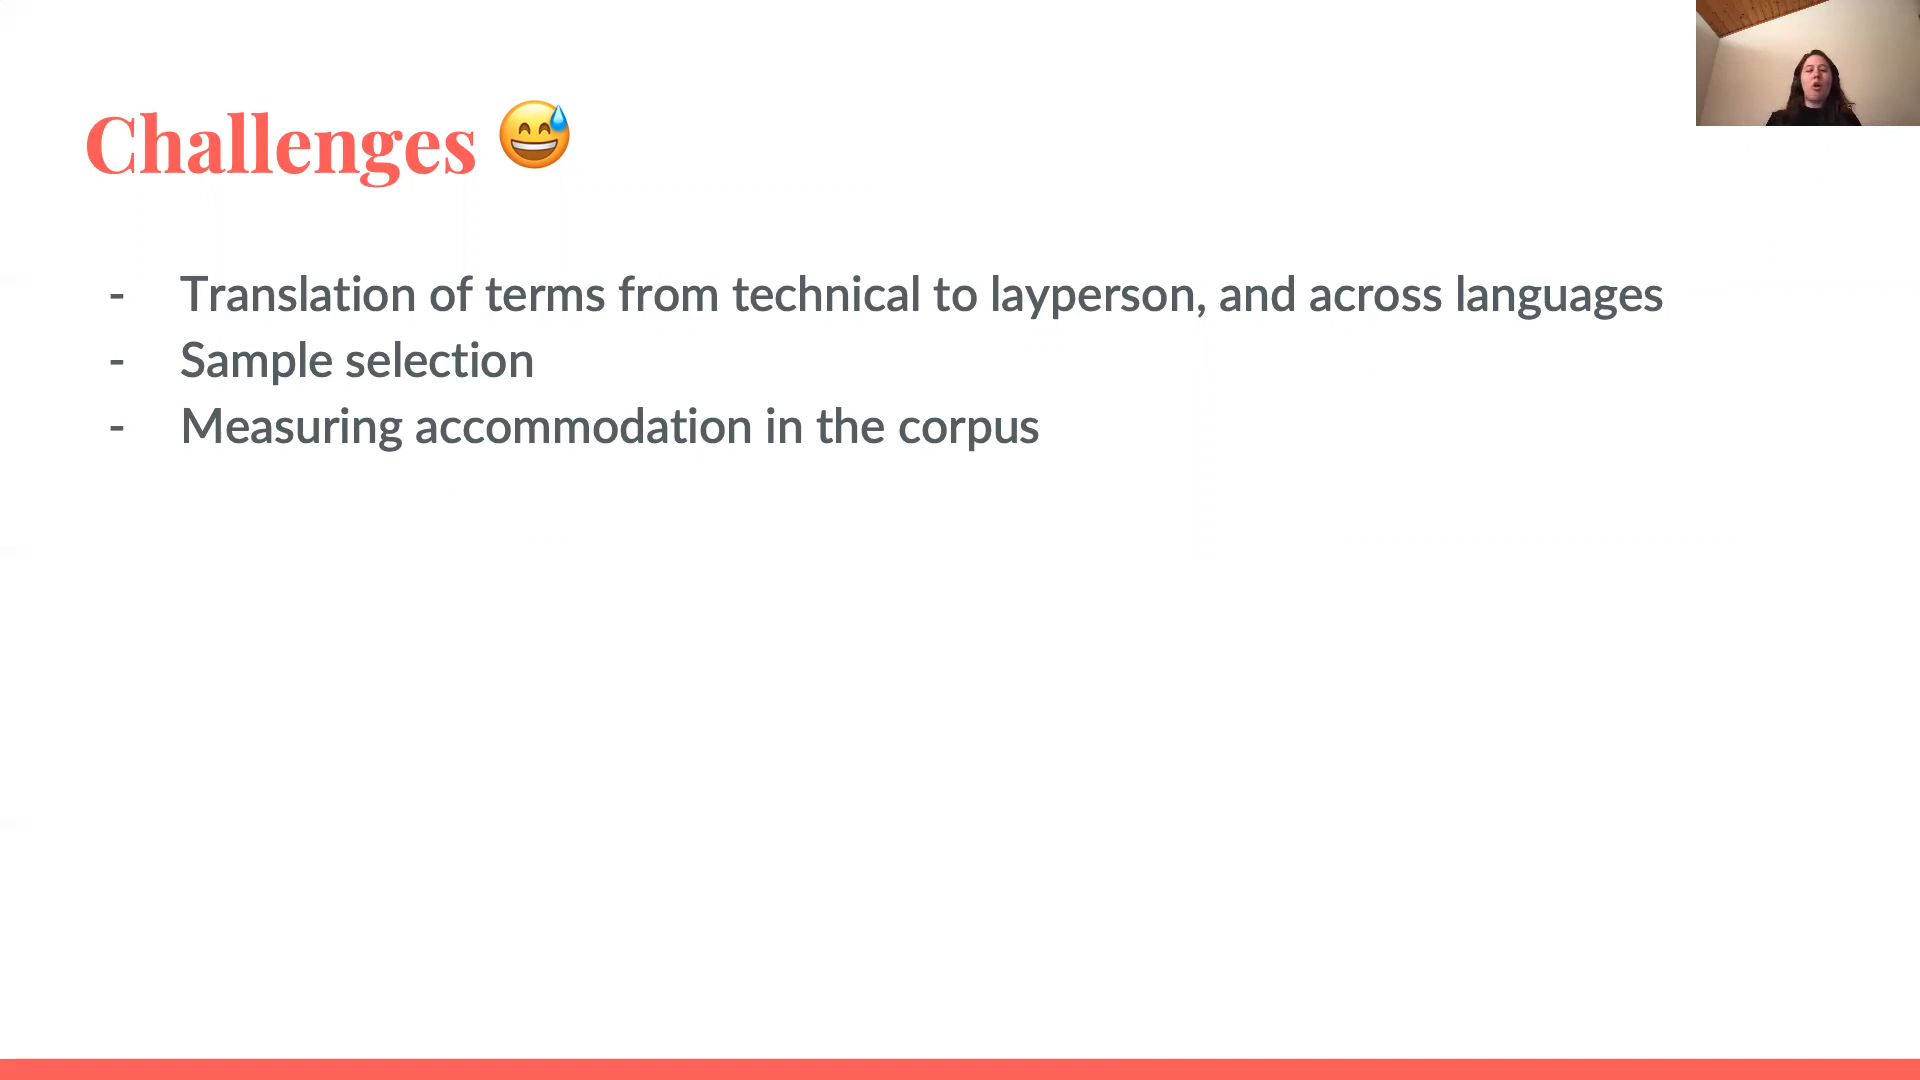 Challenges 😅
- Translation of terms from technical to layperson, and across languages
- Sample selection
- Measuring accommodation in the corpus